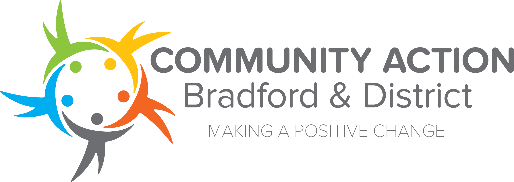 COMMUNITY ACTION
Bradford & District
MAKING A POSITIVE CHANGE